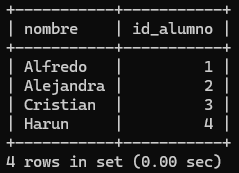 +-----------+-----------+
| nombre    | id_alumno |
+-----------+-----------+
| Alfredo   |         1 |
| Alejandra |         2 |
| Cristian  |         3 |
| Harun     |         4 |
+-----------+-----------+
4 rows in set (0.00 sec)